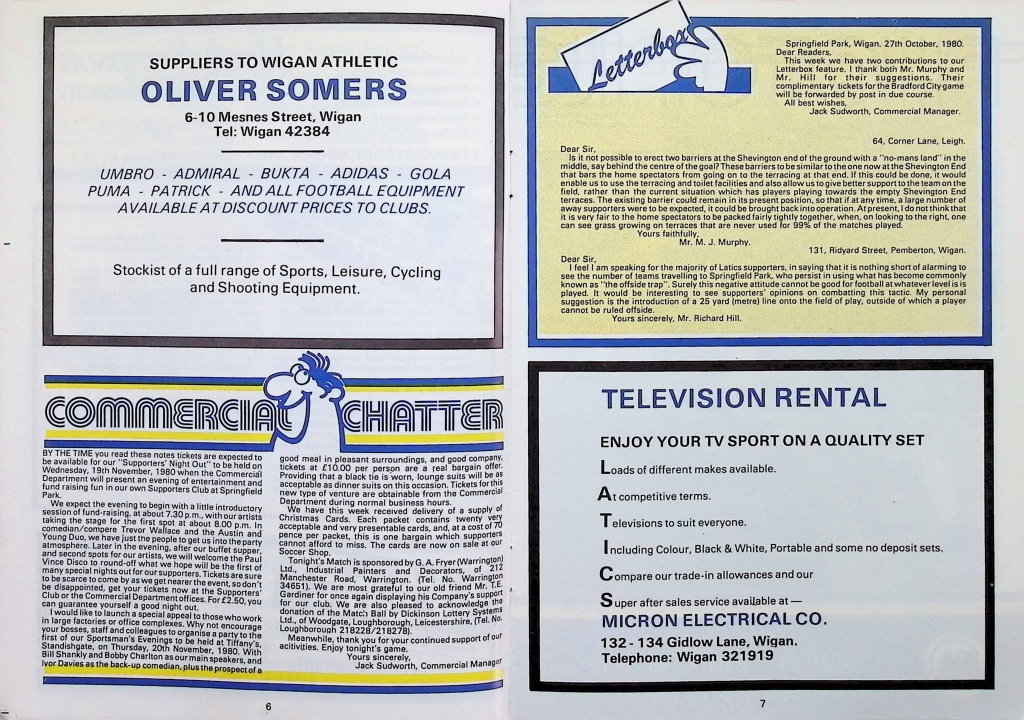 SUPPLIERS TO WIGAN ATHLETIC
OLIVER SOMERS
6-10 Mesnes Street, Wigan
Tel: Wigan 42384
UMBRO - ADMIRAL - BUKTA - ADIDAS - GOLA
PUMA - PATRICK - AND ALL FOOTBALL EQUIPMENT
AVAILABLE AT DISCOUNT PRICES TO CLUBS.
Stockist of a full range of Sports, Leisure, Cycling
and Shooting Equipment.
COMMERCIAL CHATTER
BY THE TIME you read these notes tickets are expected to
be available for our "Supporters' Night Out" to be held on
Wednesday, 19th November, 1980 when the Commercial
Department will present an evening of entertainment and
fund raising fun in our own Supporters Club at Springfield
Park.
We expect the evening to begin with a little introductory
session of fund-raising, at about 7.30 p.m., with our artists
taking the stage for the first spot at about 8.00 p.m. In
comedian/compere Trevor Wallace and the Austin and
Young Duo, we have just the people to get us into the party
atmosphere. Later in the evening, after our buffet supper,
and second spots for our artists, we will welcome the Paul
Vince Disco to round-off what we hope will be the first of
many special nights out for our supporters. Tickets are sure
to be scarce to come by as we get nearer the event, so don't
be disappointed, get your tickets now at the Supporters'
Club or the Commercial Department offices. For £2.50, you
can guarantee yourself a good night out.
I would like to launch a special appeal to those who work
in large factories or office complexes. Why not encourage
your bosses, staff and colleagues to organise a party to the
first of our Sportsman's Evenings to be held at Tiffany's,
Standishgate, on Thursday, 20th November, 1980. With
Bill Shankly and Bobby Charlton as our main speakers, and
Ivor Davies as the back-up comedian, plus the prospect of a
good meal in pleasant surroundings, and good company,
tickets at £10.00 per person are a real bargain offer.
Providing that a black tie is worn, lounge suits will be as
acceptable as dinner suits on this occasion. Tickets for this
new type of venture are obtainable from the Commercial
Department during normal business hours.
We have this week received delivery of a supply of
Christmas Cards. Each packet contains twenty very
acceptable and very presentable cards, and, at a cost of 70
pence per packet, this is one bargain which supporters
cannot afford to miss. The cards are now on sale at our
Soccer Shop.
Tonight's Match is sponsored by G. A. Fryer (Warrington)
Ltd., Industrial Painters and Decorators, of 212
Manchester Road, Warrington. (Tel. No. Warrington
34651). We are most grateful to our old friend Mr. T.E.
Gardiner for once again displaying his Company's support
for our club. We are also pleased to acknowledge the
donation of the Match Ball by Dickinson Lottery Systems
Ltd., of Woodgate, Loughborough, Leicestershire, (Tel. No.
Loughborough 218228/218278).
Meanwhile, thank you for your continued support of our
acitivities. Enjoy tonight's game.
Yours sincerely,
Jack Sudworth, Commercial Manager
6
Letterbox
Springfield Park, Wigan. 27th October, 1980.
Dear Readers,
This week we have two contributions to our
Letterbox feature. I thank both Mr. Murphy and
Mr. Hill for their suggestions. Their
complimentary tickets for the Bradford City game
will be forwarded by post in due course.
All best wishes,
Jack Sudworth, Commercial Manager.
64, Corner Lane, Leigh.
Dear Sir,
Is it not possible to erect two barriers at the Shevington end of the ground with a "no-mans land" in the
middle, say behind the centre of the goal? These barriers to be similar to the one now at the Shevington End
that bars the home spectators from going on to the terracing at that end. If this could be done, it would
enable us to use the terracing and toilet facilities and also allow us to give better support to the team on the
field, rather than the current situation which has players playing towards the empty Shevington End
terraces. The existing barrier could remain in its present position, so that if at any time, a large number of
away supporters were to be expected, it could be brought back into operation. At present, I do not think that
it is very fair to the home spectators to be packed fairly tightly together, when, on looking to the right, one
can see grass growing on terraces that are never used for 99% of the matches played.
Yours faithfully,
Mr. M. J. Murphy.
131, Ridyard Street, Pemberton, Wigan.
Dear Sir,
I feel I am speaking for the majority of Latics supporters, in saying that it is nothing short of alarming to
see the number of teams travelling to Springfield Park, who persist in using what has become commonly
known as "the offside trap". Surely this negative attitude cannot be good for football at whatever level is is
played. It would be interesting to see supporters' opinions on combatting this tactic. My personal
suggestion is the introduction of a 25 yard (metre) line onto the field of play, outside of which a player
cannot be ruled offside.
Yours sincerely, Mr. Richard Hill.
TELEVISION RENTAL
ENJOY YOUR TV SPORT ON A QUALITY SET
Loads of different makes available.
At competitive terms.
Televisions to suit everyone.
Including Colour, Black & White, Portable and some no deposit sets.
Compare our trade-in allowances and our
Super after sales service available at —
MICRON ELECTRICAL CO.
132 - 134 Gidlow Lane, Wigan.
Telephone: Wigan 321919
7